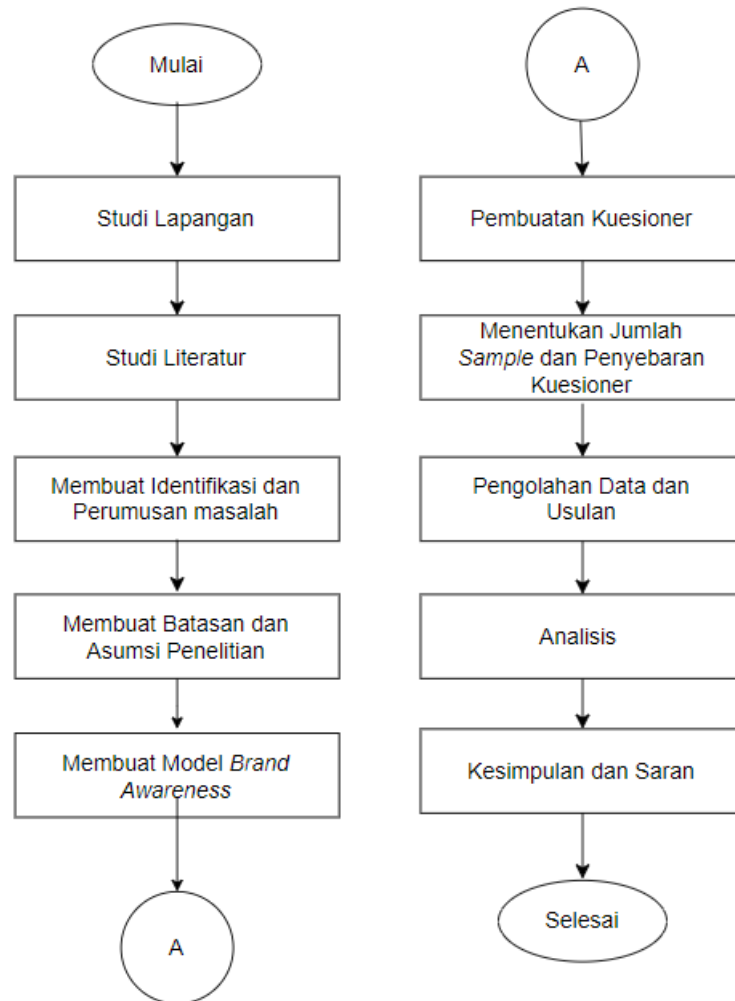 Mulai
Studi Lapangan
Studi Literatur
Membuat Identifikasi dan
Perumusan masalah
Membuat Batasan dan
Asumsi Penelitian
Membuat Model Brand
Awareness
A
A
Pembuatan Kuesioner
Menentukan Jumlah
Sample dan Penyebaran
Kuesioner
Pengolahan Data dan
Usulan
Analisis
Kesimpulan dan Saran
Selesai